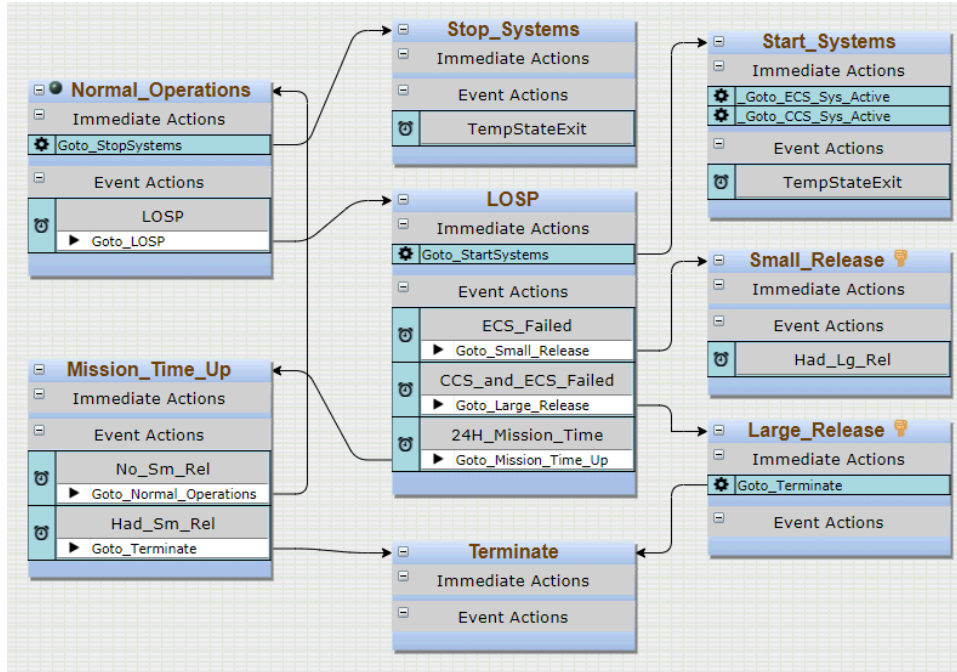 Normal_Operations
Immediate Actions
Goto_StopSystems
Event Actions
LOSP
Goto_LOSP
Mission_Time_Up
Immediate Actions
Event Actions
No_Sm_Rel
Goto_Normal_Operations
Had_Sm_Rel
Goto_Terminate
Stop_Systems
Immediate Actions
Event Actions
TempStateExit
LOSP
Immediate Actions
Goto_StartSystems
Event Actions
ECS_Failed
Goto_Small_Release
CCS_and_ECS_Failed
Goto_Large_Release
24H_Mission_Time
Goto_Mission_Time_Up
Terminate
Immediate Actions
Event Actions
Start_Systems
Immediate Actions
_Goto_ECS_Sys_Active
_Goto_CCS_Sys_Active
Event Actions
TempStateExit
Small_Release
Immediate Actions
Event Actions
Had_Lg_Rel
Large_Release
Immediate Actions
Goto_Terminate
Event Actions